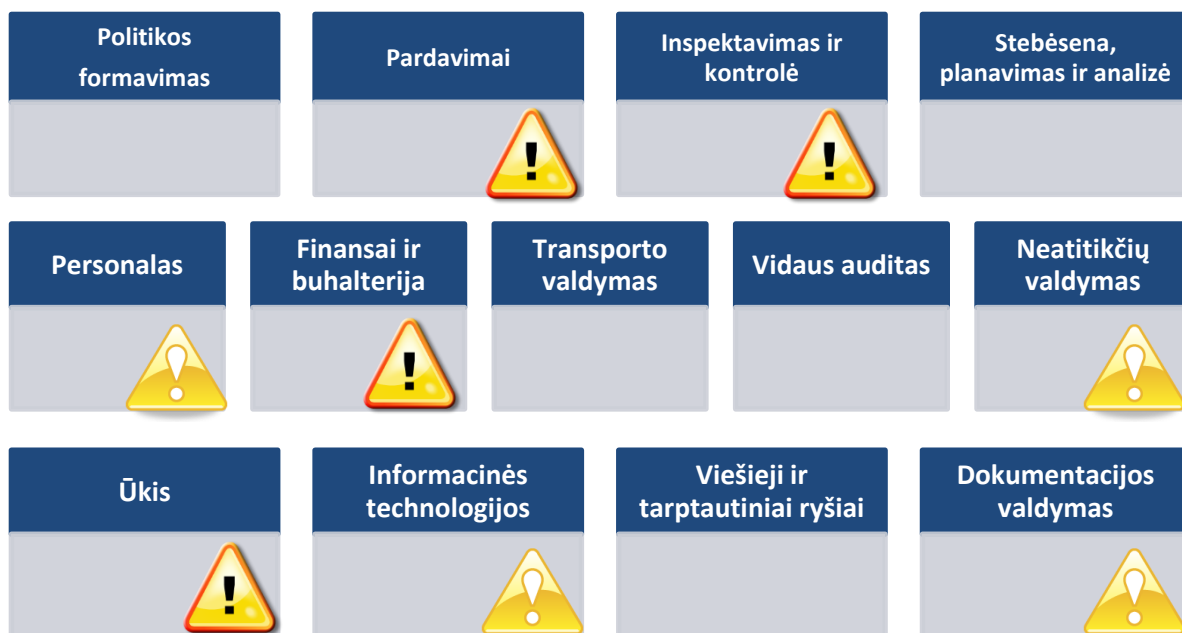 Politikos
formavimas
Pardavimai
Inspektavimas ir
kontrolė
Stebėsena,
planavimas ir analizė
Personalas
Finansai ir
buhalterija
Transporto
valdymas
Vidaus auditas
Neatitikčių
valdymas
Ūkis
Informacinės
technologijos
Viešieji ir
tarptautiniai ryšiai
Dokumentacijos
valdymas